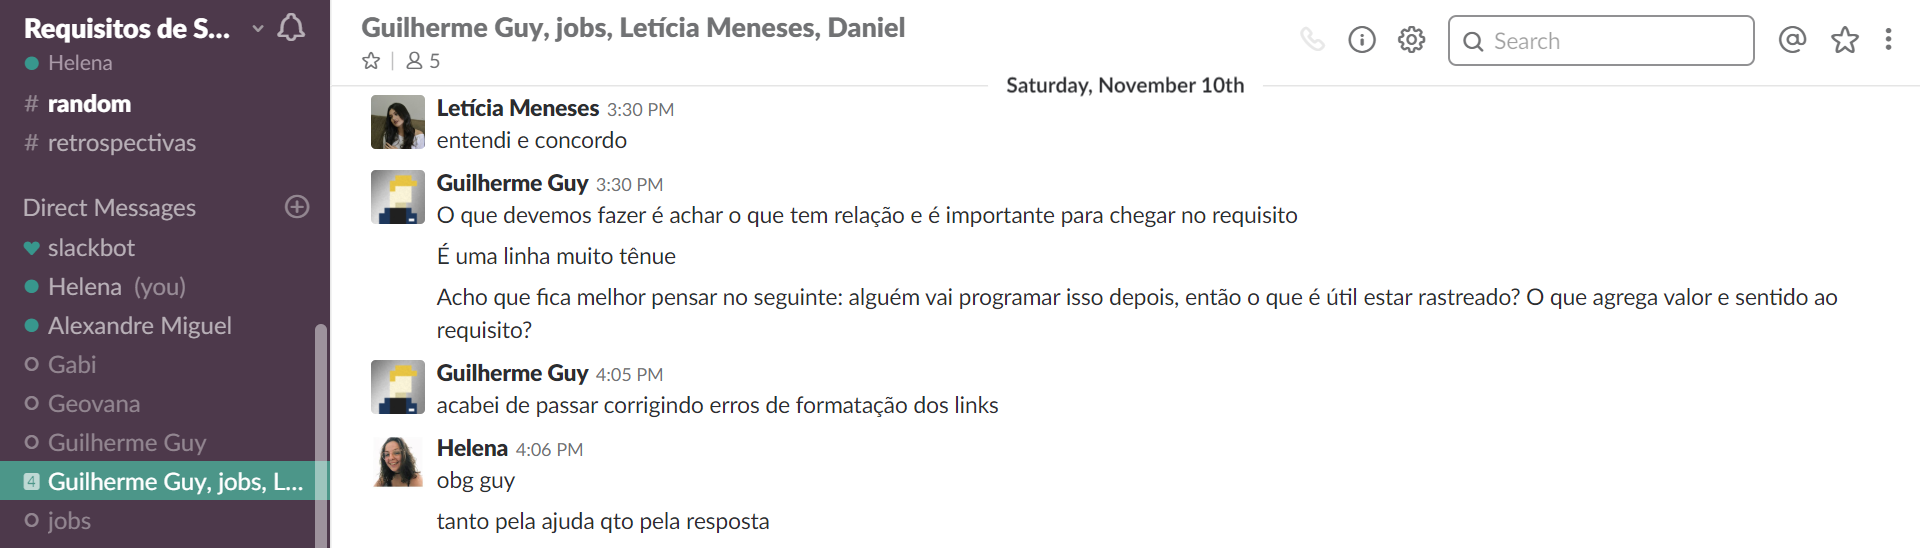 Requisitos de S...
Helena
# random
# retrospectivas
Direct Messages
slackbot
Helena (you)
Alexandre Miguel
Gabi
Geovana
Guilherme Guy
4 Guilherme Guy, jobs, L...
jobs
Guilherme Guy, jobs, Letícia Meneses, Daniel
5
Search
Saturday, November 10th
Letícia Meneses 3:30 PM
entendi e concordo
Guilherme Guy 3:30 PM
O que devemos fazer é achar o que tem relação e é importante para chegar no requisito
É uma linha muito tênue
Acho que fica melhor pensar no seguinte: alguém vai programar isso depois, então o que é útil estar rastreado? O que agrega valor e sentido ao
requisito?
Guilherme Guy 4:05 PM
acabei de passar corrigindo erros de formatação dos links
Helena 4:06 PM
obg guy
tanto pela ajuda qto pela resposta